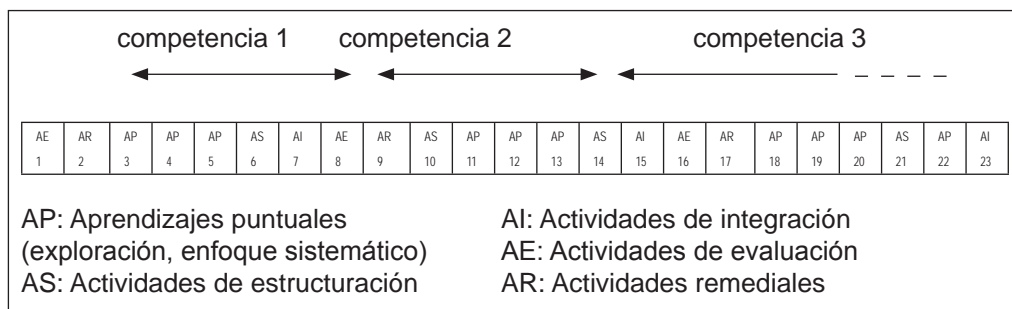 competencia 1 competencia 2 competencia 3
AE AR AP AP AP AS AI AE AR AS AP AP AP AS AI AE AR AP AP AP AS AP AI
1 2 3 4 5 6 7 8 9 10 11 12 13 14 15 16 17 18 19 20 21 22 23
AP: Aprendizajes puntuales
(exploración, enfoque sistemático)
AS: Actividades de estructuración
AI: Actividades de integración
AE: Actividades de evaluación
AR: Actividades remediales